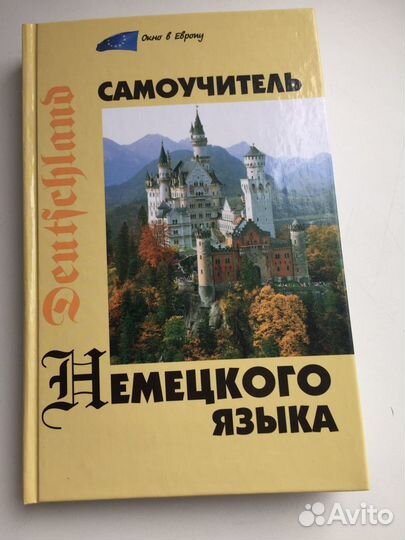 Окно в Европу
САМОУЧИТЕЛЬ
Deutschland
НЕМЕЦКОГО
ЯЗЫКА
Avito